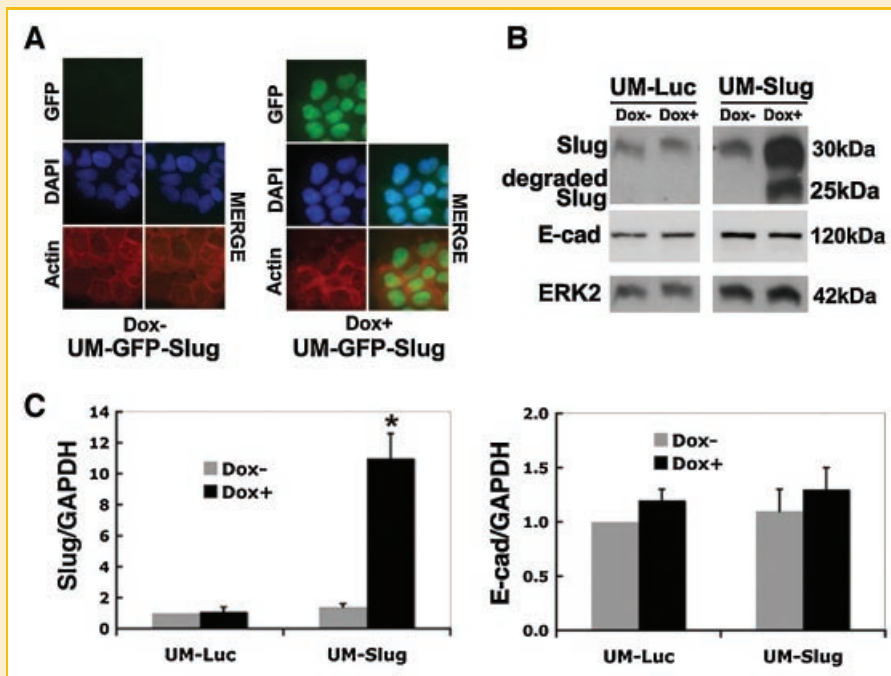 A
GFP
DAPI
Actin
MERGE
Dox-
UM-GFP-Slug
GFP
DAPI
Actin
MERGE
Dox+
UM-GFP-Slug
B
UM-Luc UM-Slug
Dox- Dox+ Dox- Dox+
Slug 30kDa
degraded 25kDa
Slug
E-cad 120kDa
ERK2 42kDa
C
Slug/GAPDH
14
12
10
8
6
4
2
0
*
Dox-
Dox+
UM-Luc UM-Slug
E-cad/GAPDH
2.0
1.5
1.0
0.5
0.0
Dox-
Dox+
UM-Luc UM-Slug